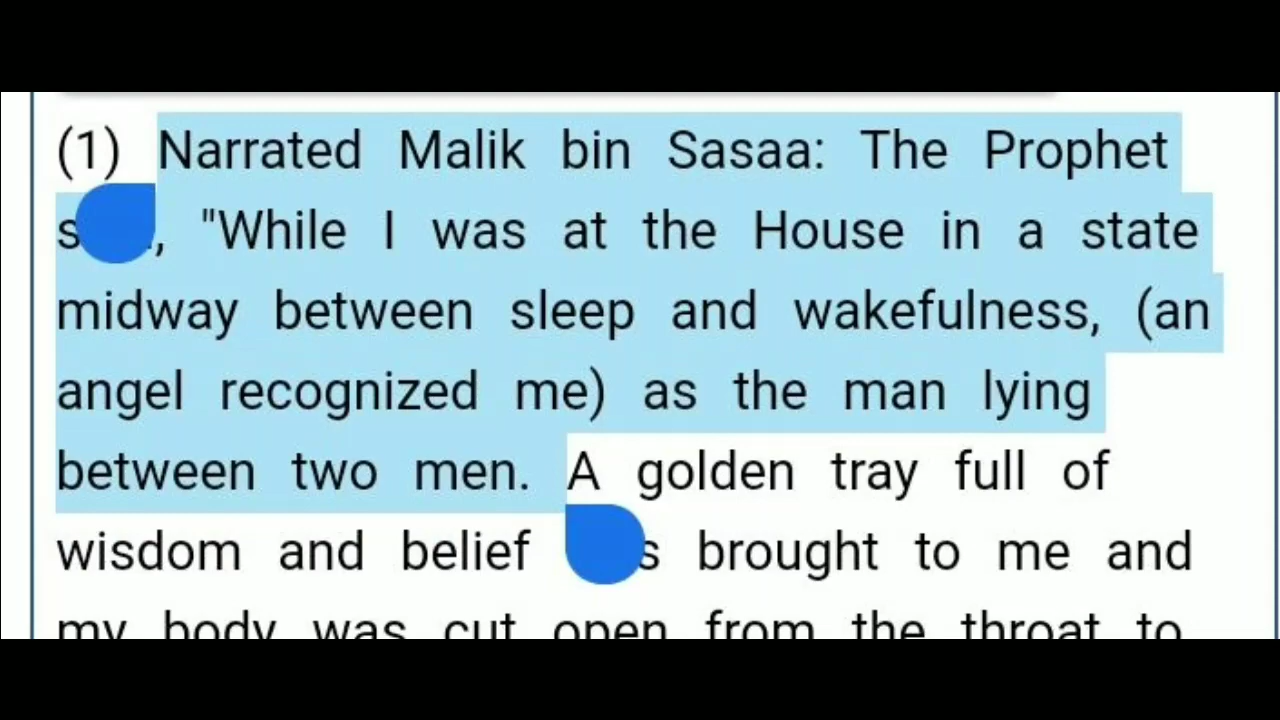 (1) Narrated Malik bin Sasaa: The Prophet
"While I was at the House in a state
midway between sleep and wakefulness, (an
angel recognized me) as the man lying
between two men. A golden tray full of
wisdom and belief brought to me and
my body was cut open from the throat to